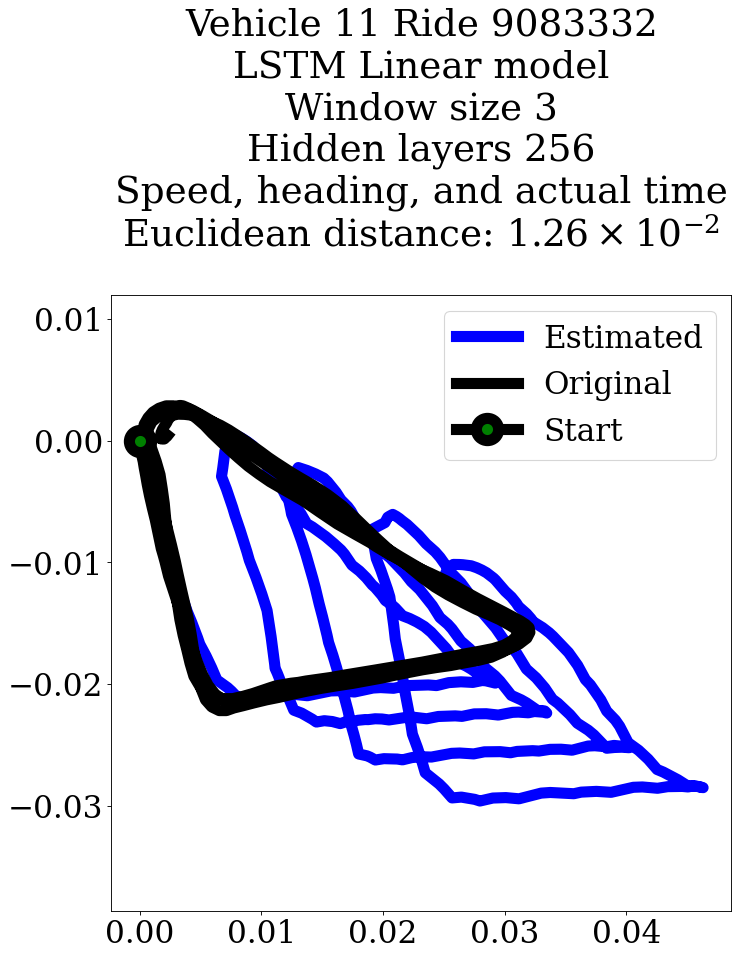 Vehicle 11 Ride 9083332
LSTM Linear model
Window size 3
Hidden layers 256
Speed, heading, and actual time
Euclidean distance: 1.26 × 10⁻²
Estimated
Original
Start
0.01
0.00
−0.01
−0.02
−0.03
0.00 0.01 0.02 0.03 0.04